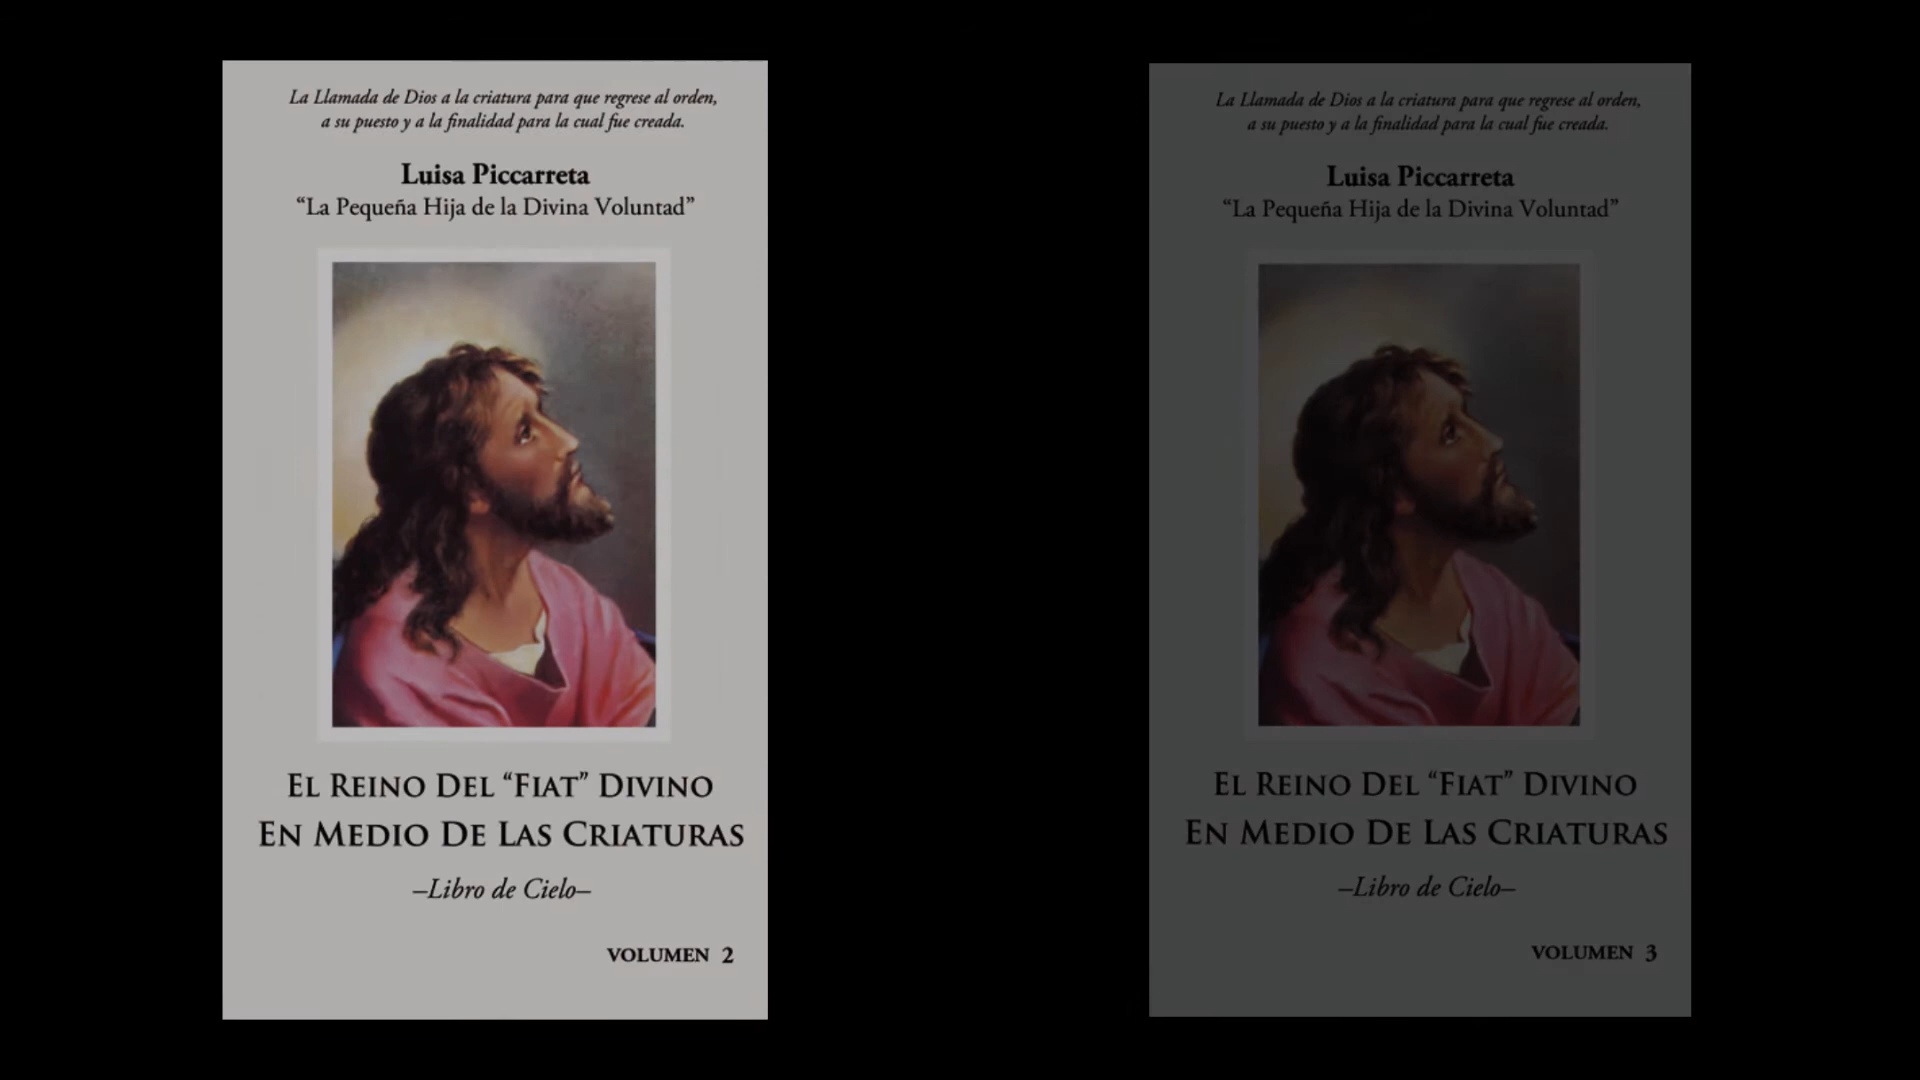 La Llamada de Dios a la criatura para que regrese al orden,
a su puesto y a la finalidad para la cual fue creada.
Luisa Piccarreta
“La Pequeña Hija de la Divina Voluntad”
El Reino Del “Fiat” Divino
En Medio De Las Criaturas
–Libro de Cielo–
VOLUMEN 2
La Llamada de Dios a la criatura para que regrese al orden,
a su puesto y a la finalidad para la cual fue creada.
Luisa Piccarreta
“La Pequeña Hija de la Divina Voluntad”
El Reino Del “Fiat” Divino
En Medio De Las Criaturas
–Libro de Cielo–
VOLUMEN 3